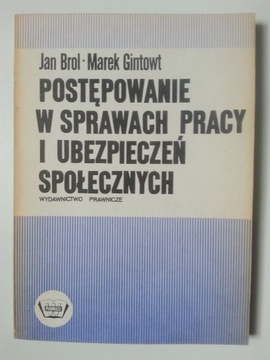 Jan Brol · Marek Gintowt
POSTĘPOWANIE
W SPRAWACH PRACY
I UBEZPIECZEŃ
SPOŁECZNYCH
WYDAWNICTWO PRAWNICZE